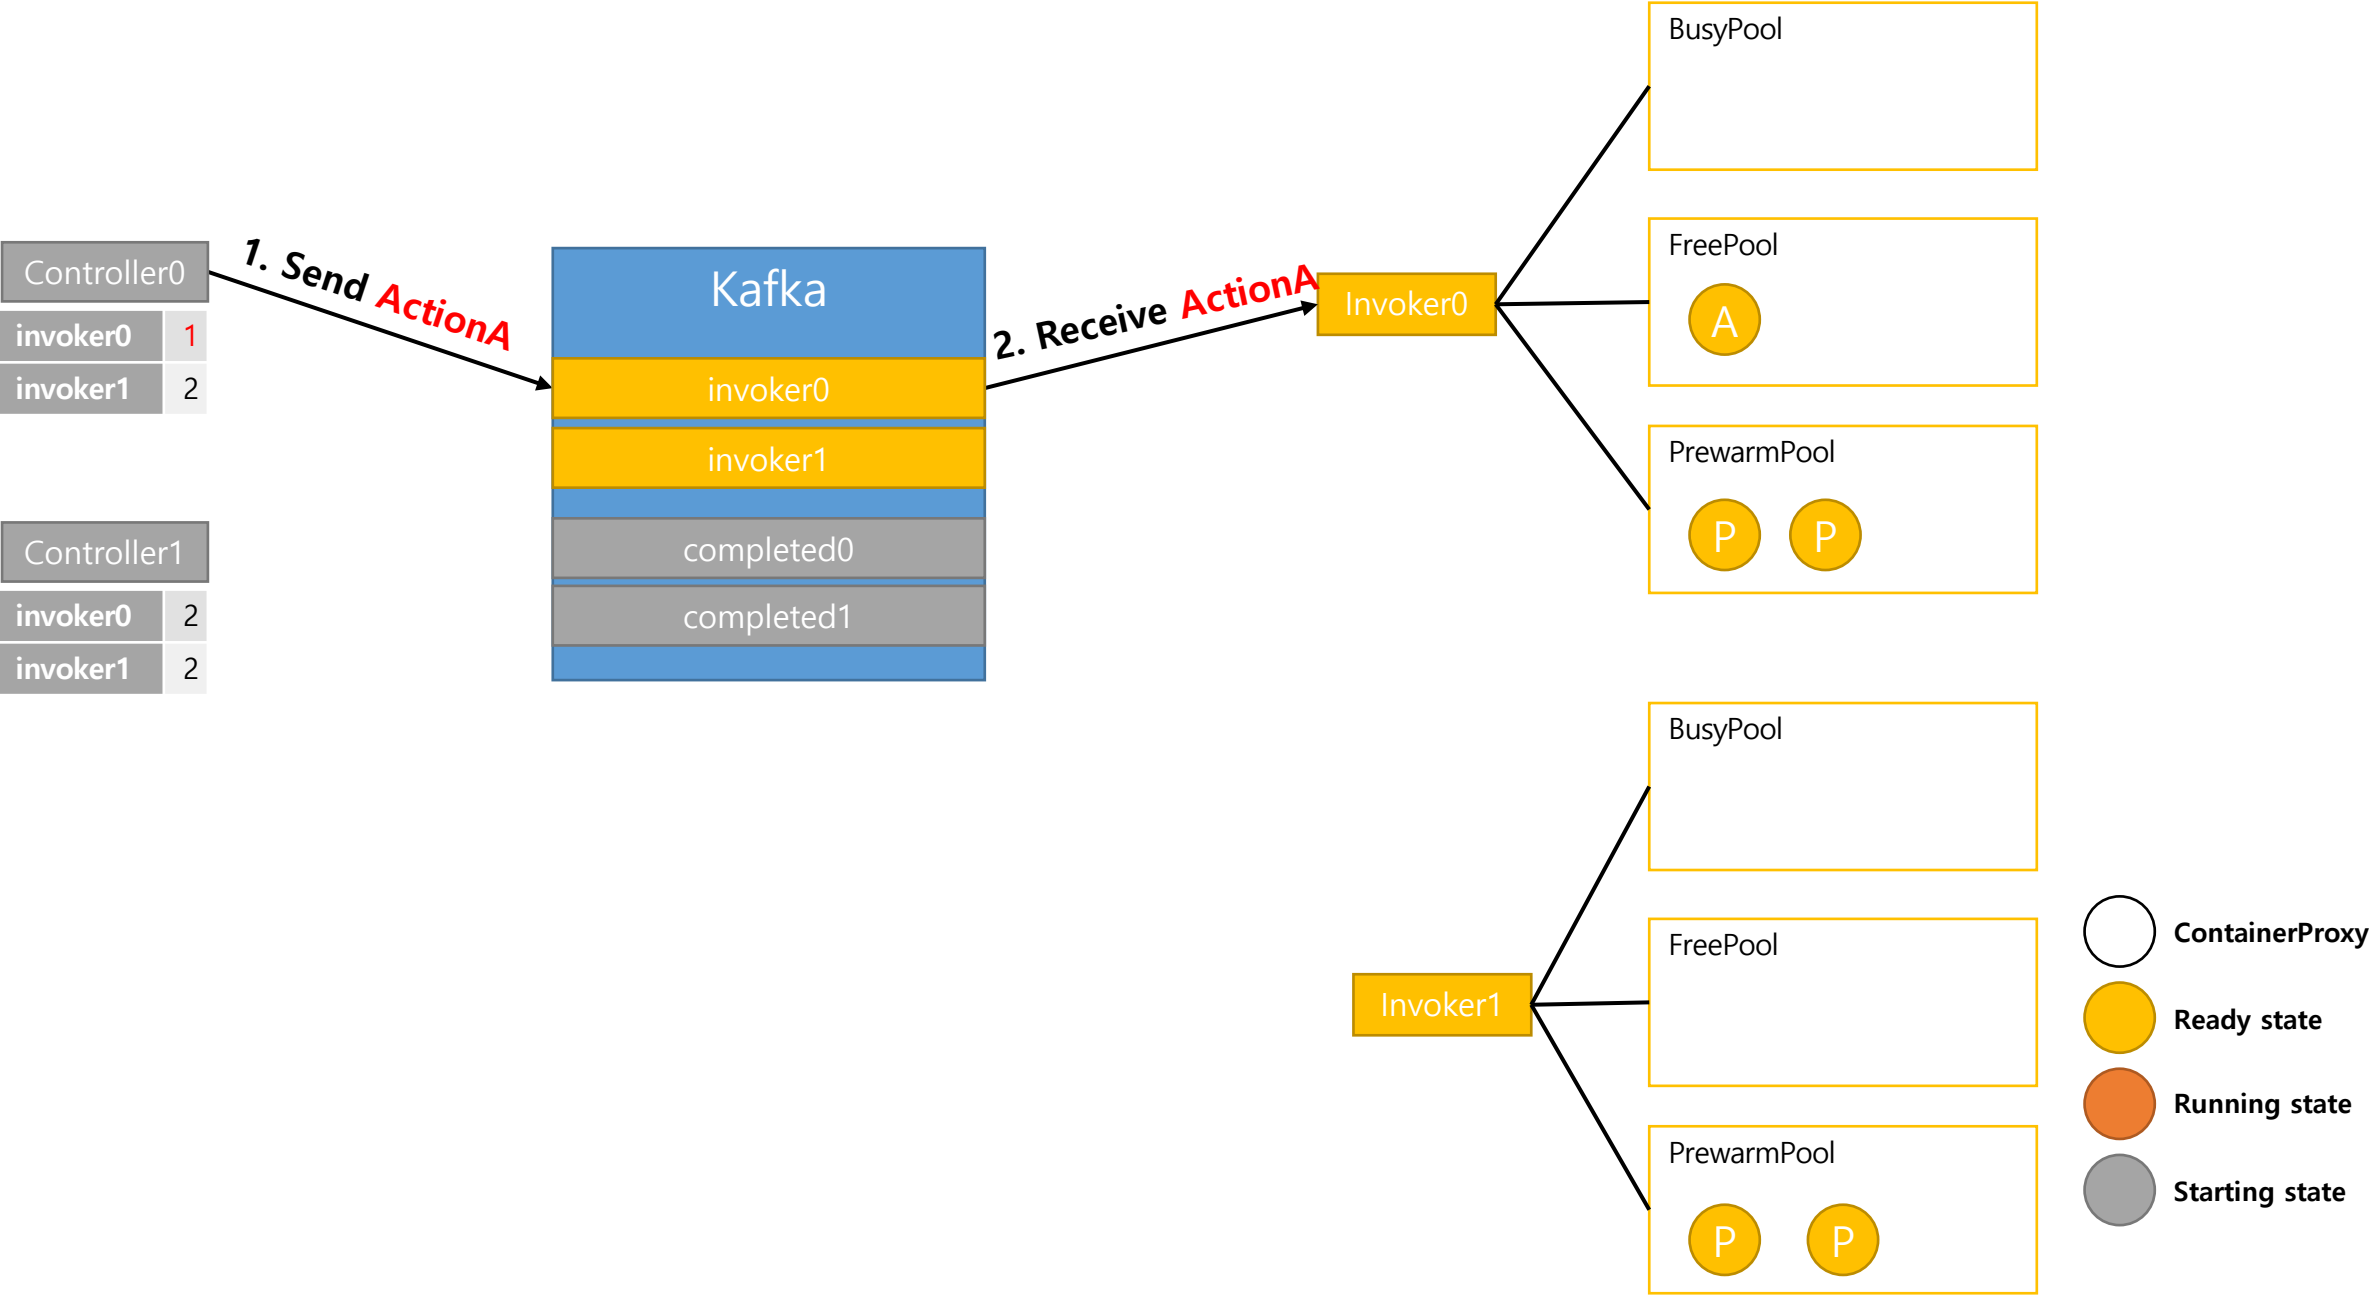 Controller0
invoker0 1
invoker1 2
Controller1
invoker0 2
invoker1 2
1. Send ActionA
Kafka
invoker0
invoker1
completed0
completed1
2. Receive ActionA
Invoker0
BusyPool
FreePool
A
PrewarmPool
P P
Invoker1
BusyPool
FreePool
PrewarmPool
P P
ContainerProxy
Ready state
Running state
Starting state